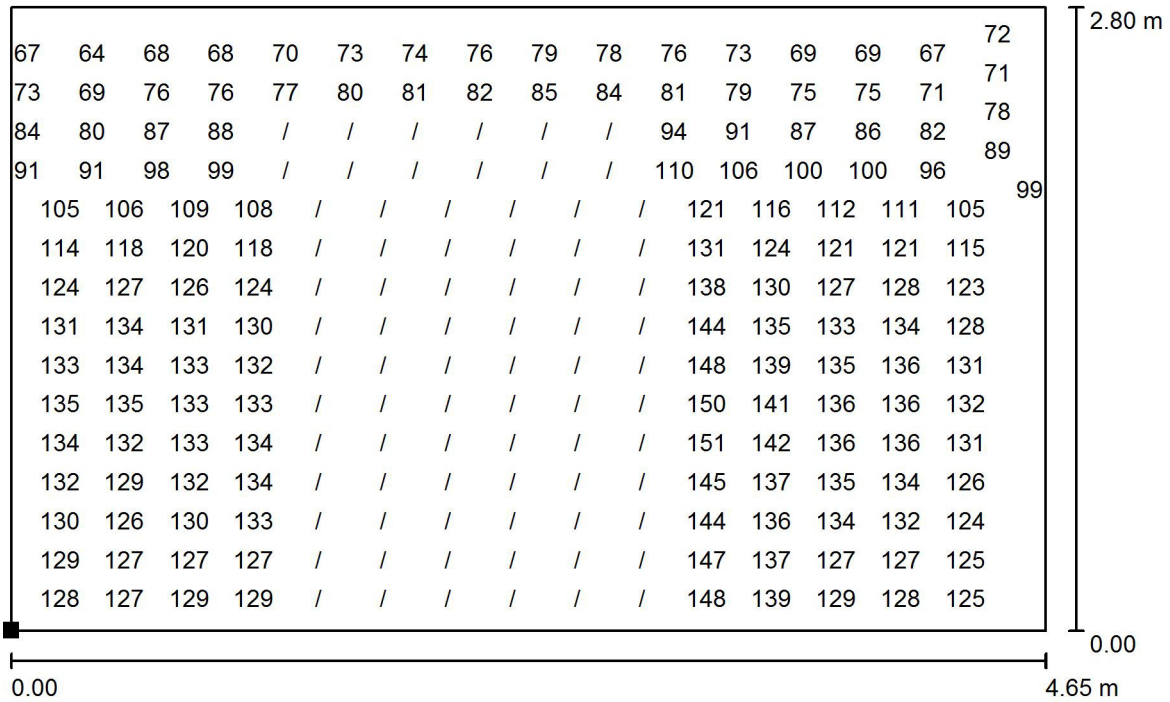 72 2.80 m
67 64 68 68 70 73 74 76 79 78 76 73 69 69 67
71
73 69 76 76 77 80 81 82 85 84 81 79 75 75 71
78
84 80 87 88 / / / / / / 94 91 87 86 82
89
91 91 98 99 / / / / / / 110 106 100 100 96
99
105 106 109 108 / / / / / / 121 116 112 111 105
114 118 120 118 / / / / / / 131 124 121 121 115
124 127 126 124 / / / / / / 138 130 127 128 123
131 134 131 130 / / / / / / 144 135 133 134 128
133 134 133 132 / / / / / / 148 139 135 136 131
135 135 133 133 / / / / / / 150 141 136 136 132
134 132 133 134 / / / / / / 151 142 136 136 131
132 129 132 134 / / / / / / 145 137 135 134 126
130 126 130 133 / / / / / / 144 136 134 132 124
129 127 127 127 / / / / / / 147 137 127 127 125
128 127 129 129 / / / / / / 148 139 129 128 125
0.00
0.00 4.65 m